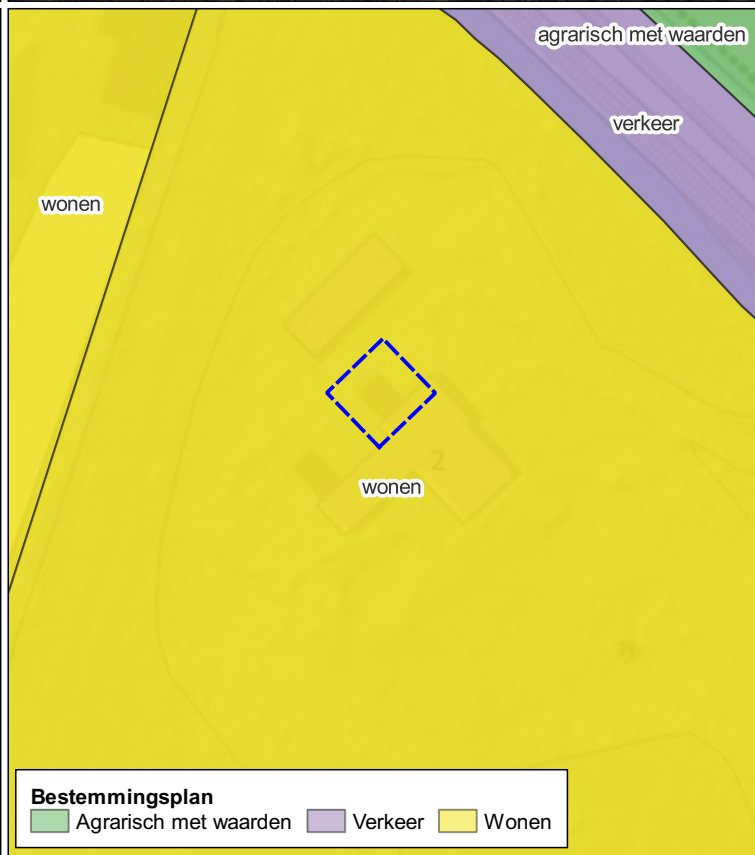 agrarisch met waarden
verkeer
wonen
2
wonen
Bestemmingsplan
Agrarisch met waarden Verkeer Wonen